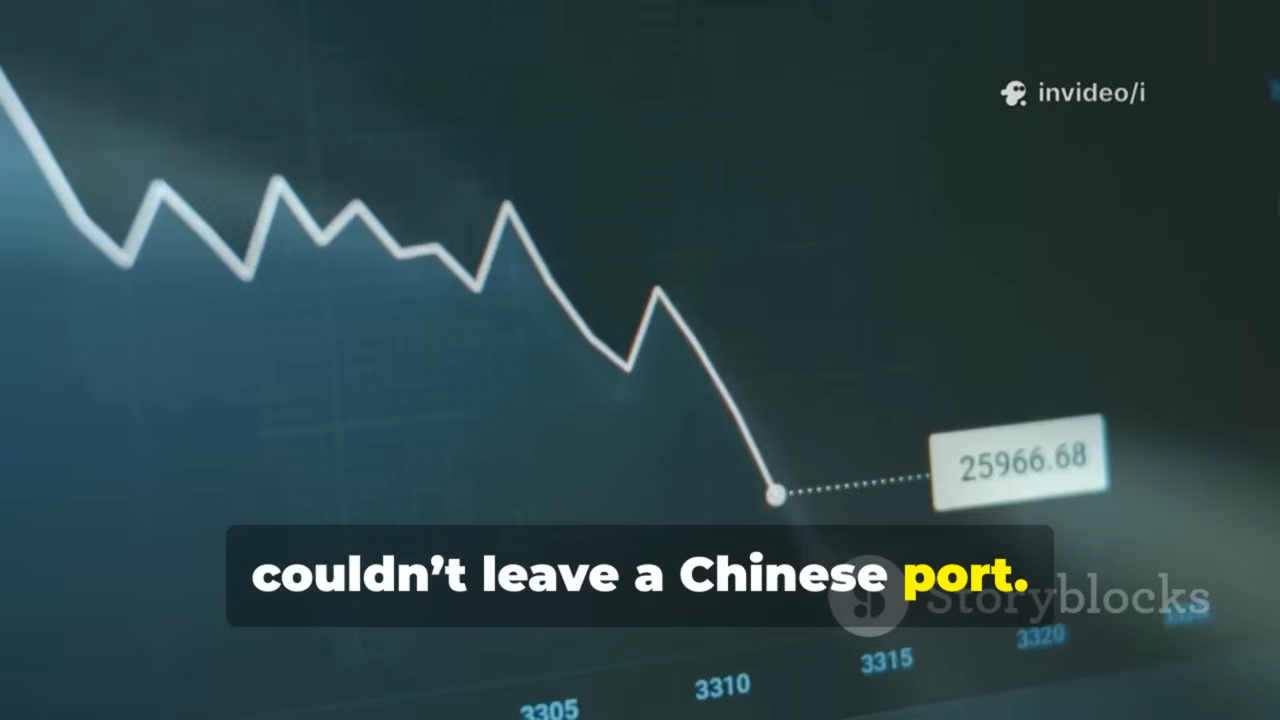 invideo/i
25966.68
couldn't leave a Chinese port.
Storyblocks
3305
3310
3315
3320